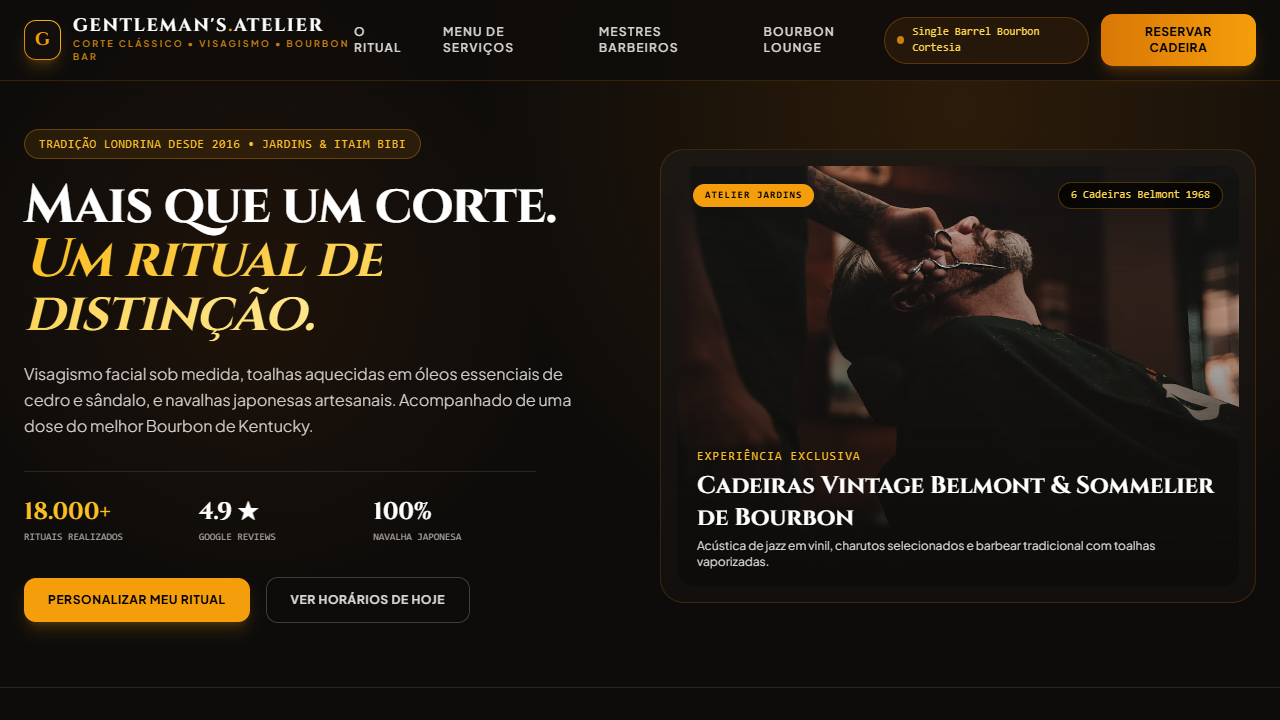 G
GENTLEMAN'S.ATELIER
CORTE CLÁSSICO • VISAGISMO • BOURBON
BAR
O
RITUAL
MENU DE
SERVIÇOS
MESTRES
BARBEIROS
BOURBON
LOUNGE
Single Barrel Bourbon
Cortesia
RESERVAR
CADEIRA
TRADIÇÃO LONDRINA DESDE 2016 • JARDINS & ITAIM BIBI
MAIS QUE UM CORTE.
UM RITUAL DE
DISTINÇÃO.
Visagismo facial sob medida, toalhas aquecidas em óleos essenciais de
cedro e sândalo, e navalhas japonesas artesanais. Acompanhado de uma
dose do melhor Bourbon de Kentucky.
18.000+
RITUAIS REALIZADOS
4.9 ★
GOOGLE REVIEWS
100%
NAVALHA JAPONESA
PERSONALIZAR MEU RITUAL
VER HORÁRIOS DE HOJE
ATELIER JARDINS
6 Cadeiras Belmont 1968
EXPERIÊNCIA EXCLUSIVA
CADEIRAS VINTAGE BELMONT & SOMMELIER
DE BOURBON
Acústica de jazz em vinil, charutos selecionados e barbear tradicional com toalhas
vaporizadas.